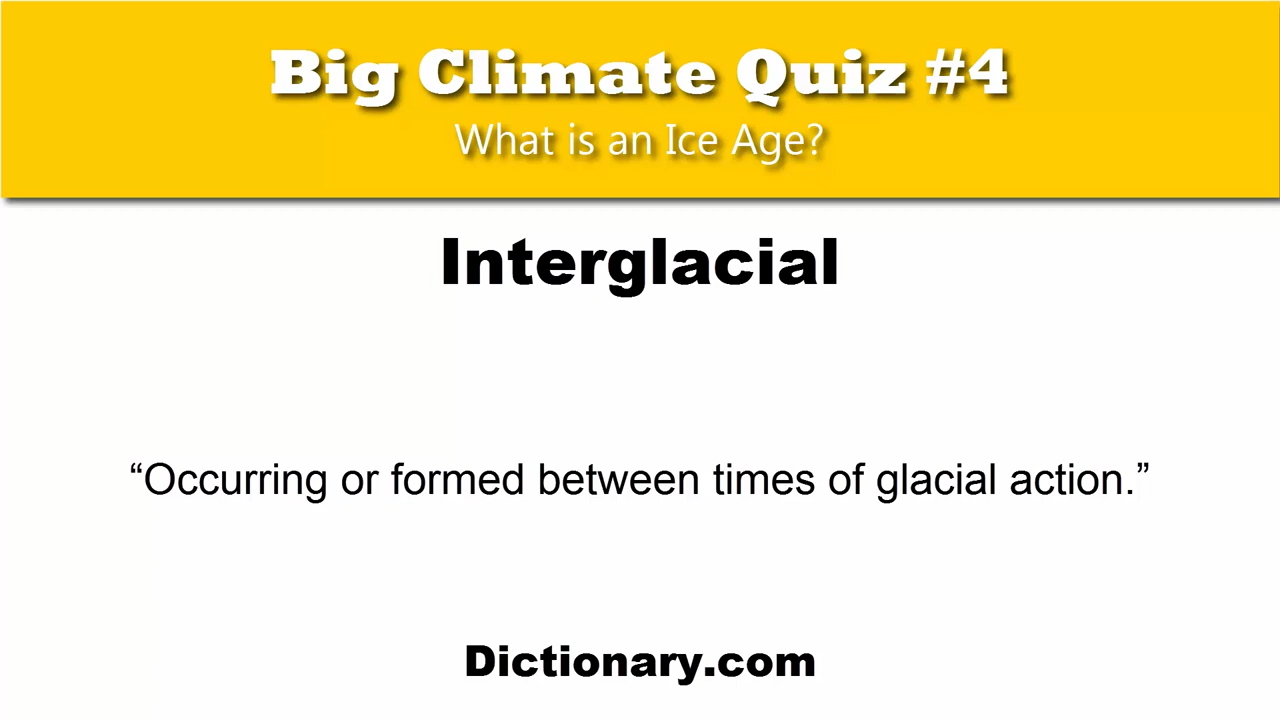 Big Climate Quiz #4
What is an Ice Age?
Interglacial
“Occurring or formed between times of glacial action.”
Dictionary.com